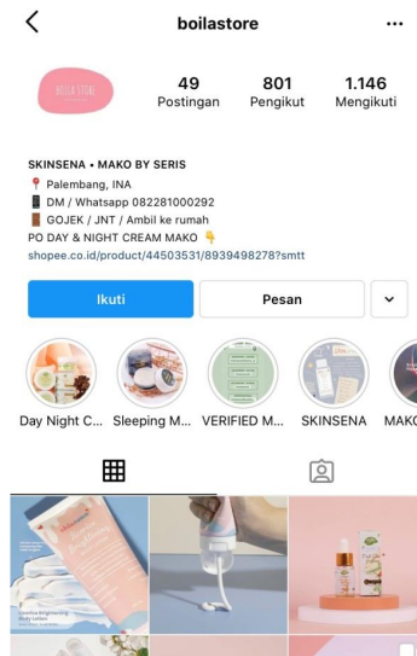 boilastore
BOILA STORE
49
Postingan
801
Pengikut
1.146
Mengikuti
SKINSENA • MAKO BY SERIS
Palembang, INA
DM / Whatsapp 082281000292
GOJEK / JNT / Ambil ke rumah
PO DAY & NIGHT CREAM MAKO
shopee.co.id/product/44503531/8939498278?smtt
Ikuti
Pesan
Day Night C...
Sleeping M...
VERIFIED M...
SKINSENA
MAKO